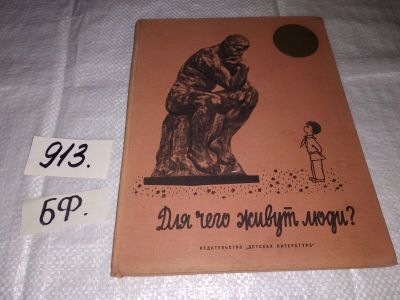 913.
БФ.
Для чего живут люди?
ИЗДАТЕЛЬСТВО „ДЕТСКАЯ ЛИТЕРАТУРА"